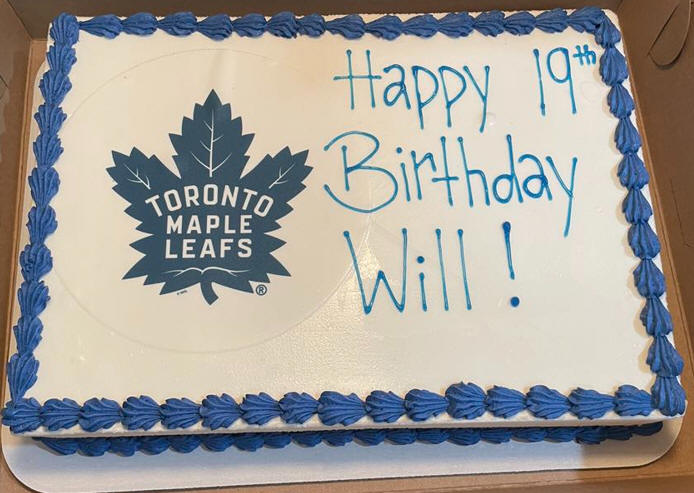 Happy 19th
Birthday
Will!
TORONTO
MAPLE
LEAFS
®